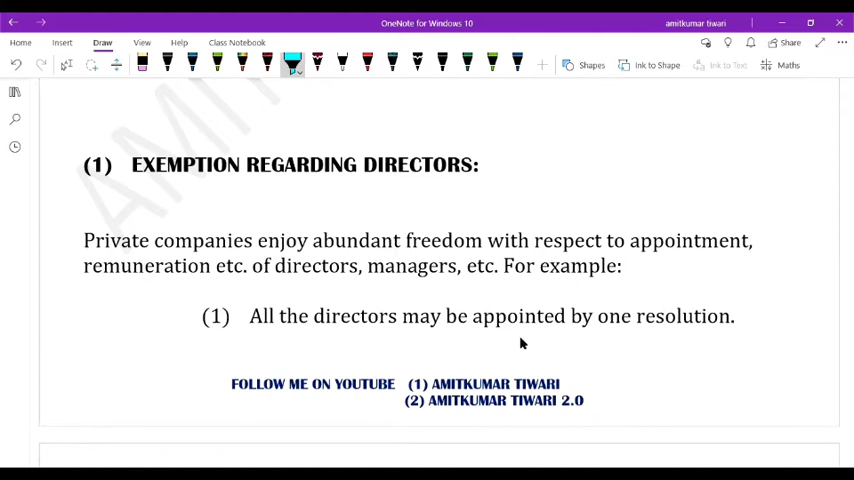 OneNote for Windows 10
amitkumar tiwari
Home Insert Draw View Help Class Notebook
Share
Shapes Ink to Shape Ink to Text Maths
AMIT
(1) EXEMPTION REGARDING DIRECTORS:
Private companies enjoy abundant freedom with respect to appointment,
remuneration etc. of directors, managers, etc. For example:
(1) All the directors may be appointed by one resolution.
FOLLOW ME ON YOUTUBE (1) AMITKUMAR TIWARI
(2) AMITKUMAR TIWARI 2.0